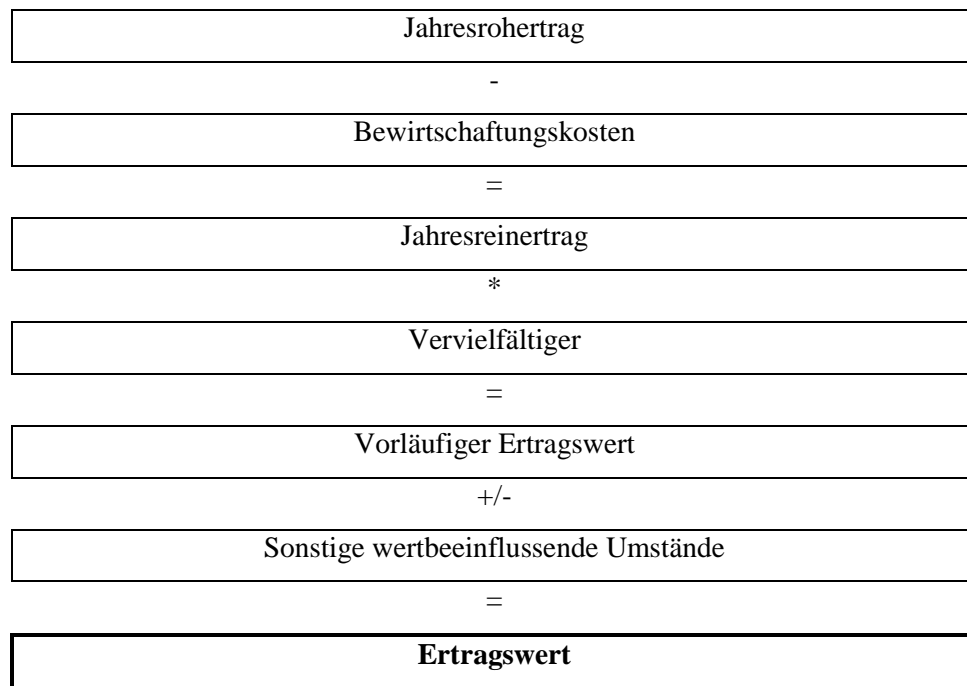 Jahresrohertrag
-
Bewirtschaftungskosten
=
Jahresreinertrag
*
Vervielfältiger
=
Vorläufiger Ertragswert
+/-
Sonstige wertbeeinflussende Umstände
=
Ertragswert